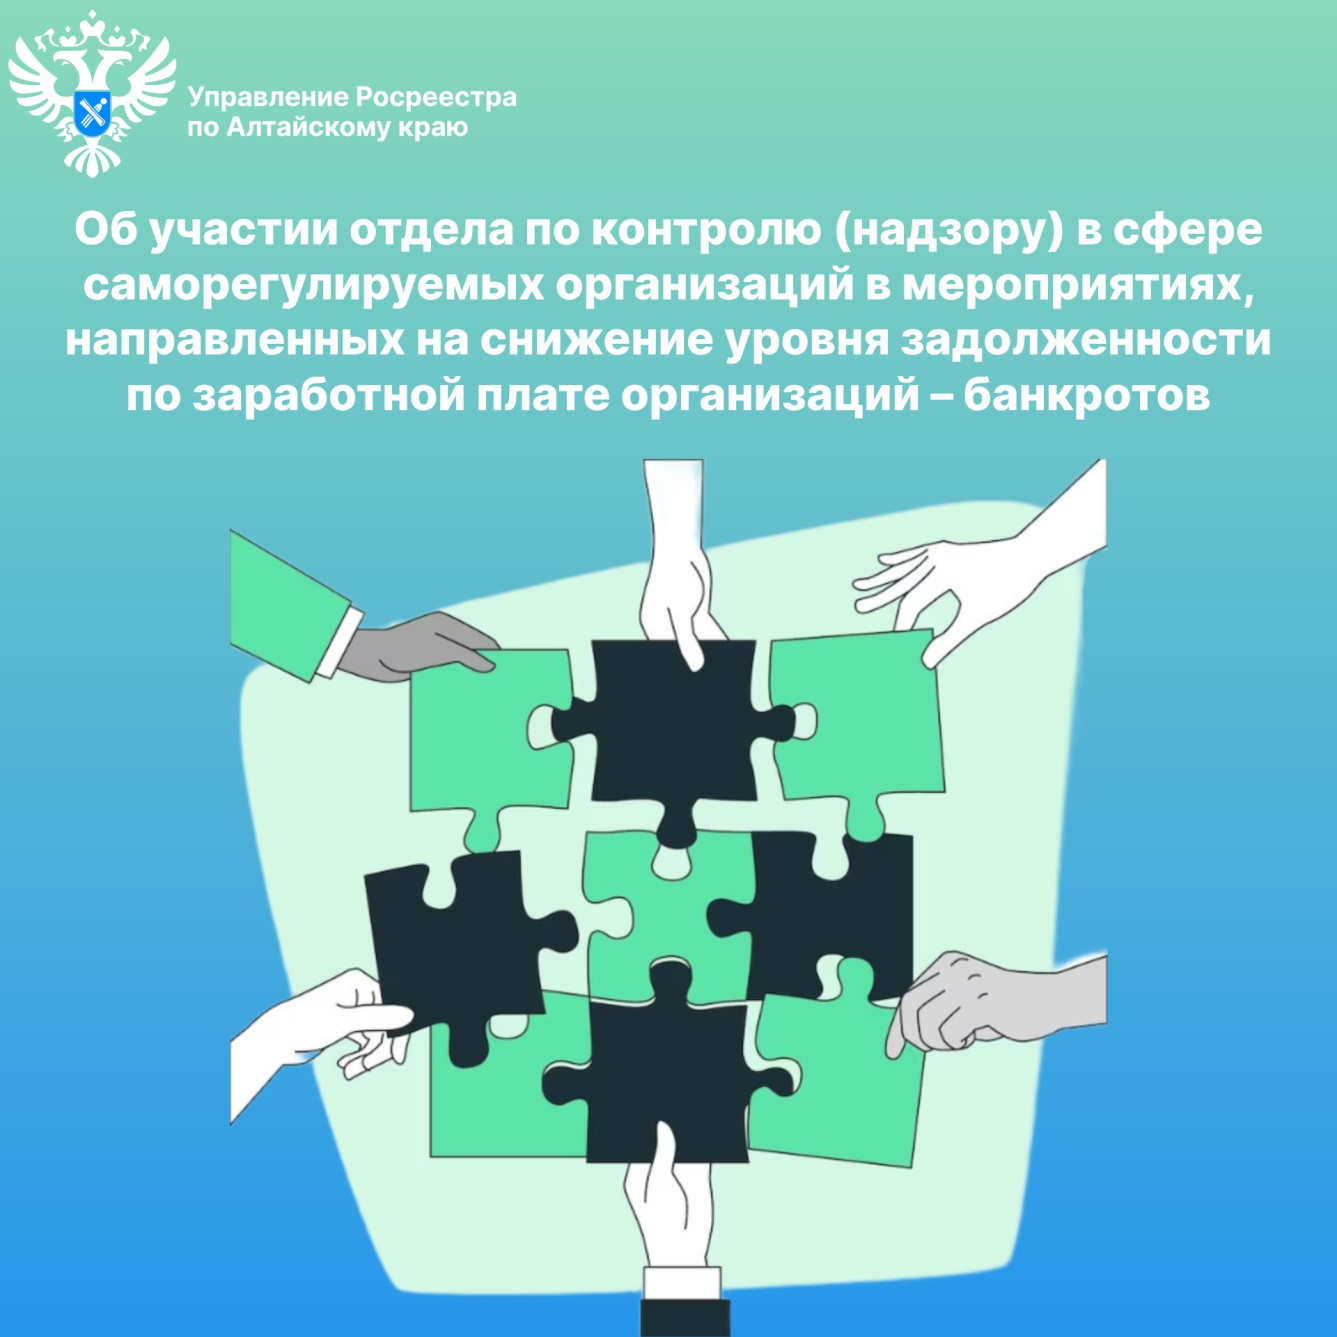 Управление Росреестра
по Алтайскому краю
Об участии отдела по контролю (надзору) в сфере
саморегулируемых организаций в мероприятиях,
направленных на снижение уровня задолженности
по заработной плате организаций – банкротов